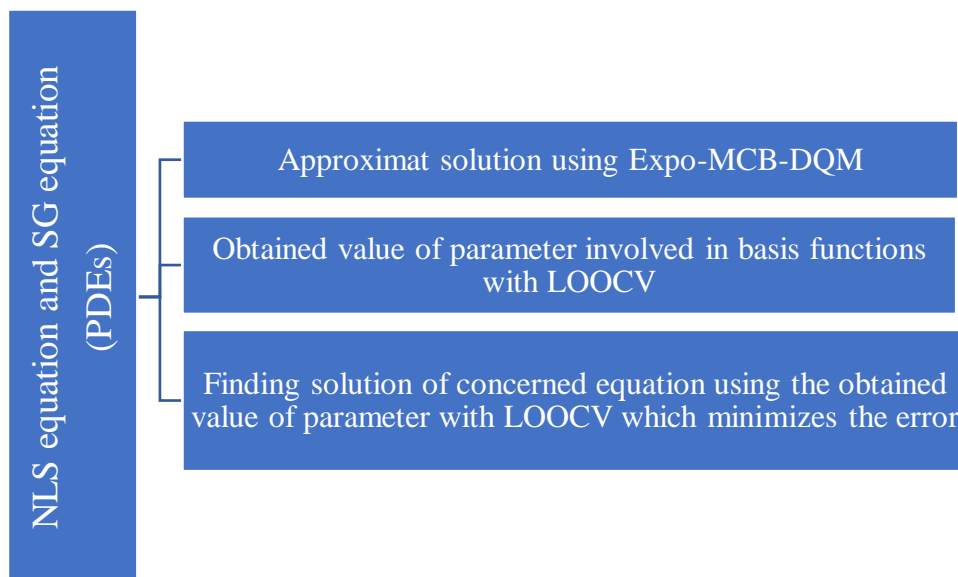 NLS equation and SG equation
(PDEs)
Approximat solution using Expo-MCB-DQM
Obtained value of parameter involved in basis functions
with LOOCV
Finding solution of concerned equation using the obtained
value of parameter with LOOCV which minimizes the error